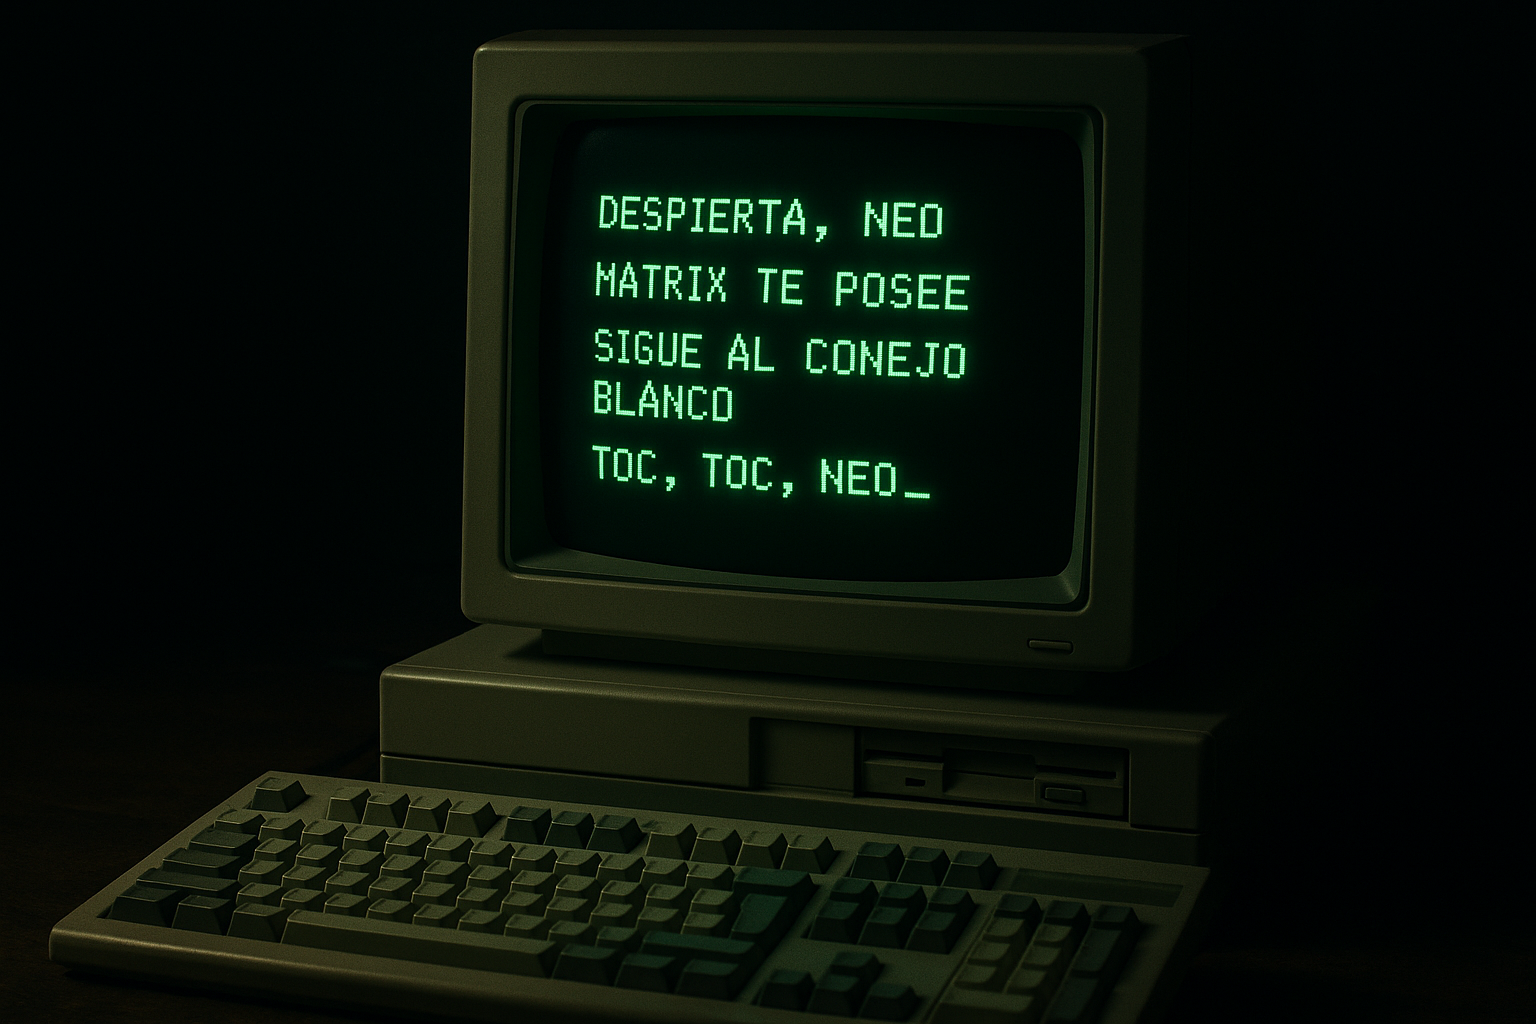 DESPIERTA, NEO
MATRIX TE POSEE
SIGUE AL CONEJO
BLANCO
TOC, TOC, NEO_